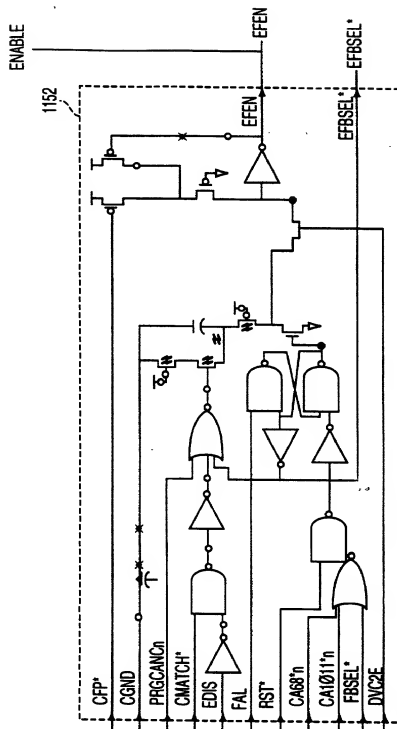 ENABLE
EFEN
EFBSEL*
1152
EFEN
EFBSEL*
CFP*
CGND
PRGCANCn
CMATCH*
EDIS
FAL
RST*
CA68*n
CA1011*n
FBSEL*
DVC2E